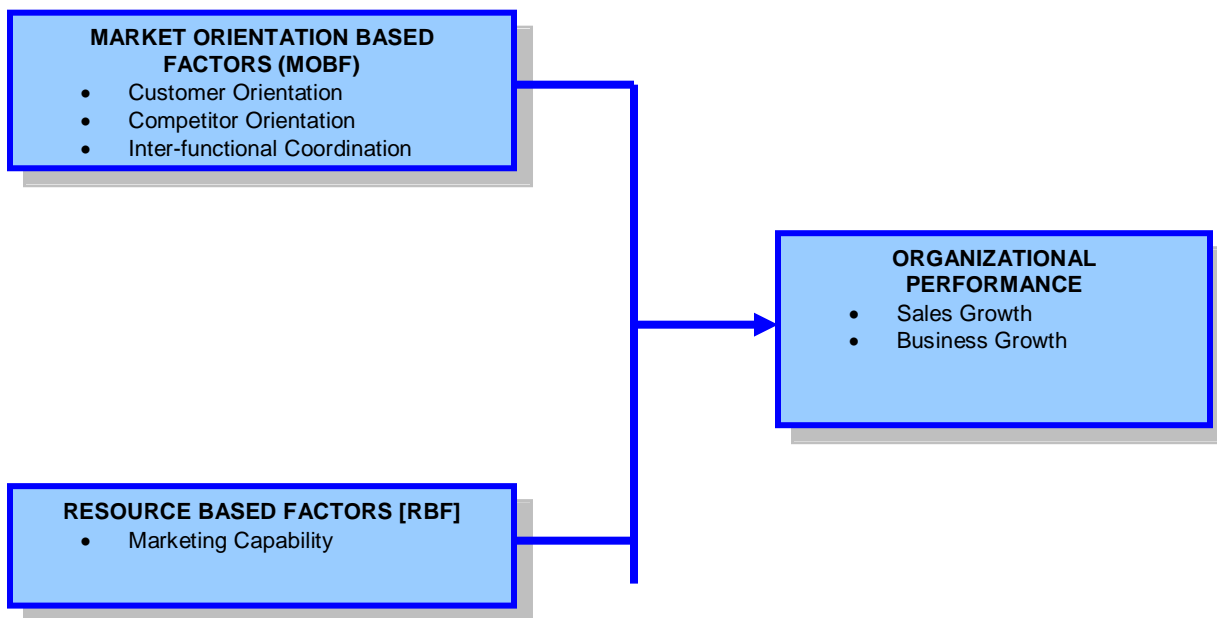 MARKET ORIENTATION BASED
FACTORS (MOBF)
• Customer Orientation
• Competitor Orientation
• Inter-functional Coordination
ORGANIZATIONAL
PERFORMANCE
• Sales Growth
• Business Growth
RESOURCE BASED FACTORS [RBF]
• Marketing Capability